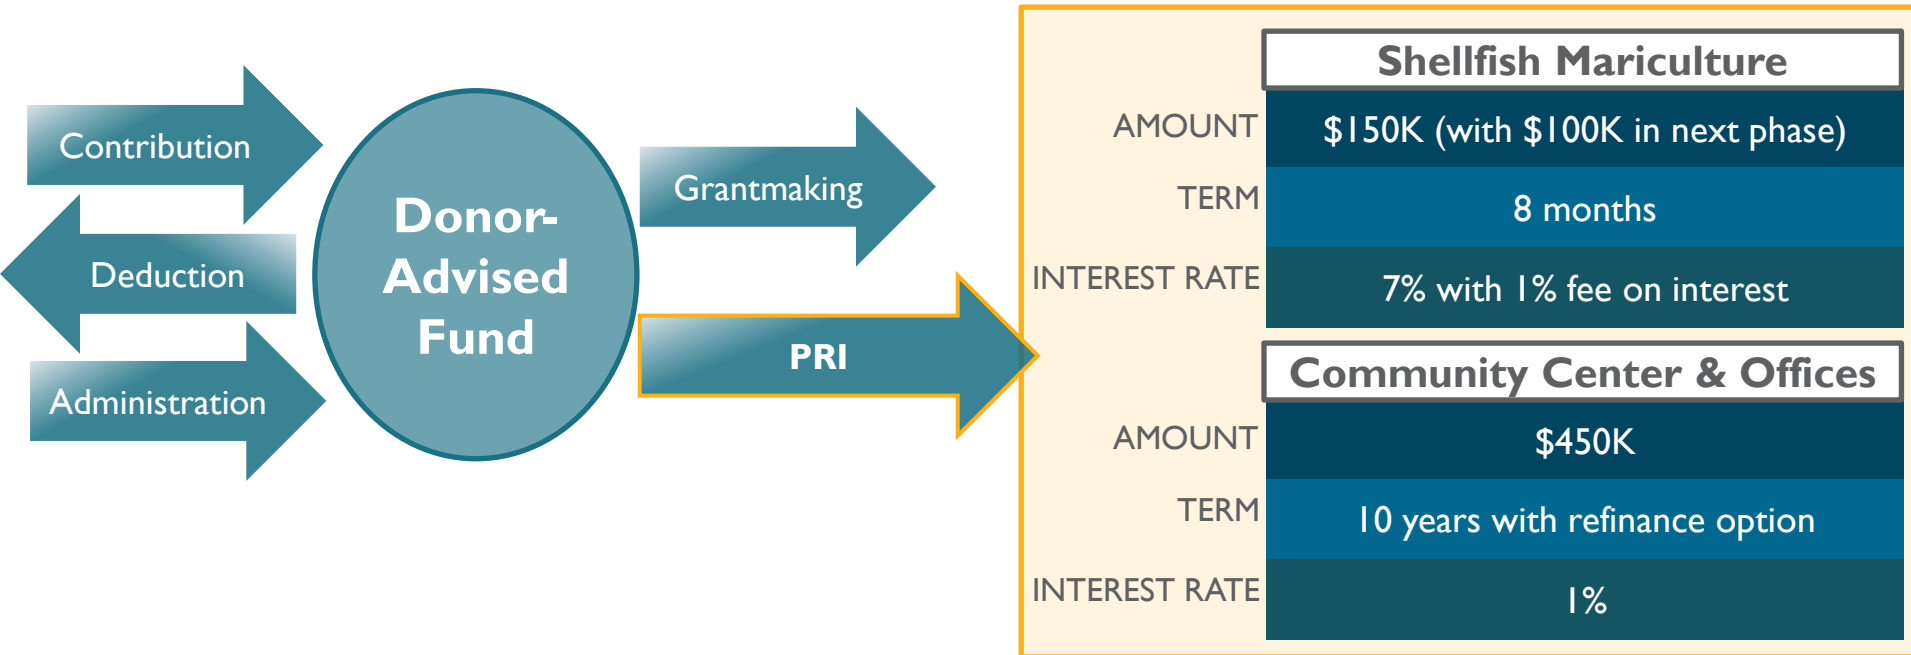 Contribution
Deduction
Administration
Donor-
Advised
Fund
Grantmaking
PRI
Shellfish Mariculture
AMOUNT $150K (with $100K in next phase)
TERM 8 months
INTEREST RATE 7% with 1% fee on interest
Community Center & Offices
AMOUNT $450K
TERM 10 years with refinance option
INTEREST RATE 1%